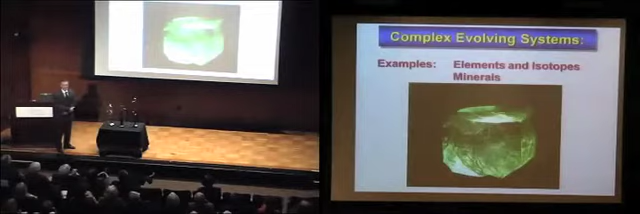 Complex Evolving Systems:
Examples: Elements and Isotopes
Minerals